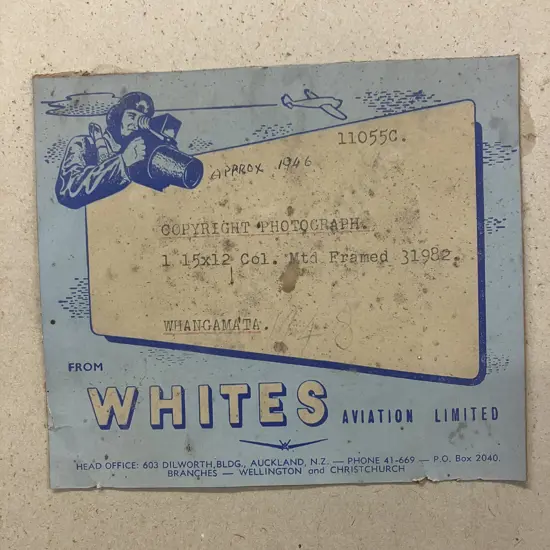 11055C.
APPROX 1946
COPYRIGHT PHOTOGRAPH.
1 15x12 Col. Mtd Framed 31982.
WHANGAMATA.
FROM
WHITES AVIATION LIMITED
HEAD OFFICE: 603 DILWORTH, BLDG., AUCKLAND, N.Z. — PHONE 41-669 — P.O. Box 2040.
BRANCHES — WELLINGTON and CHRISTCHURCH